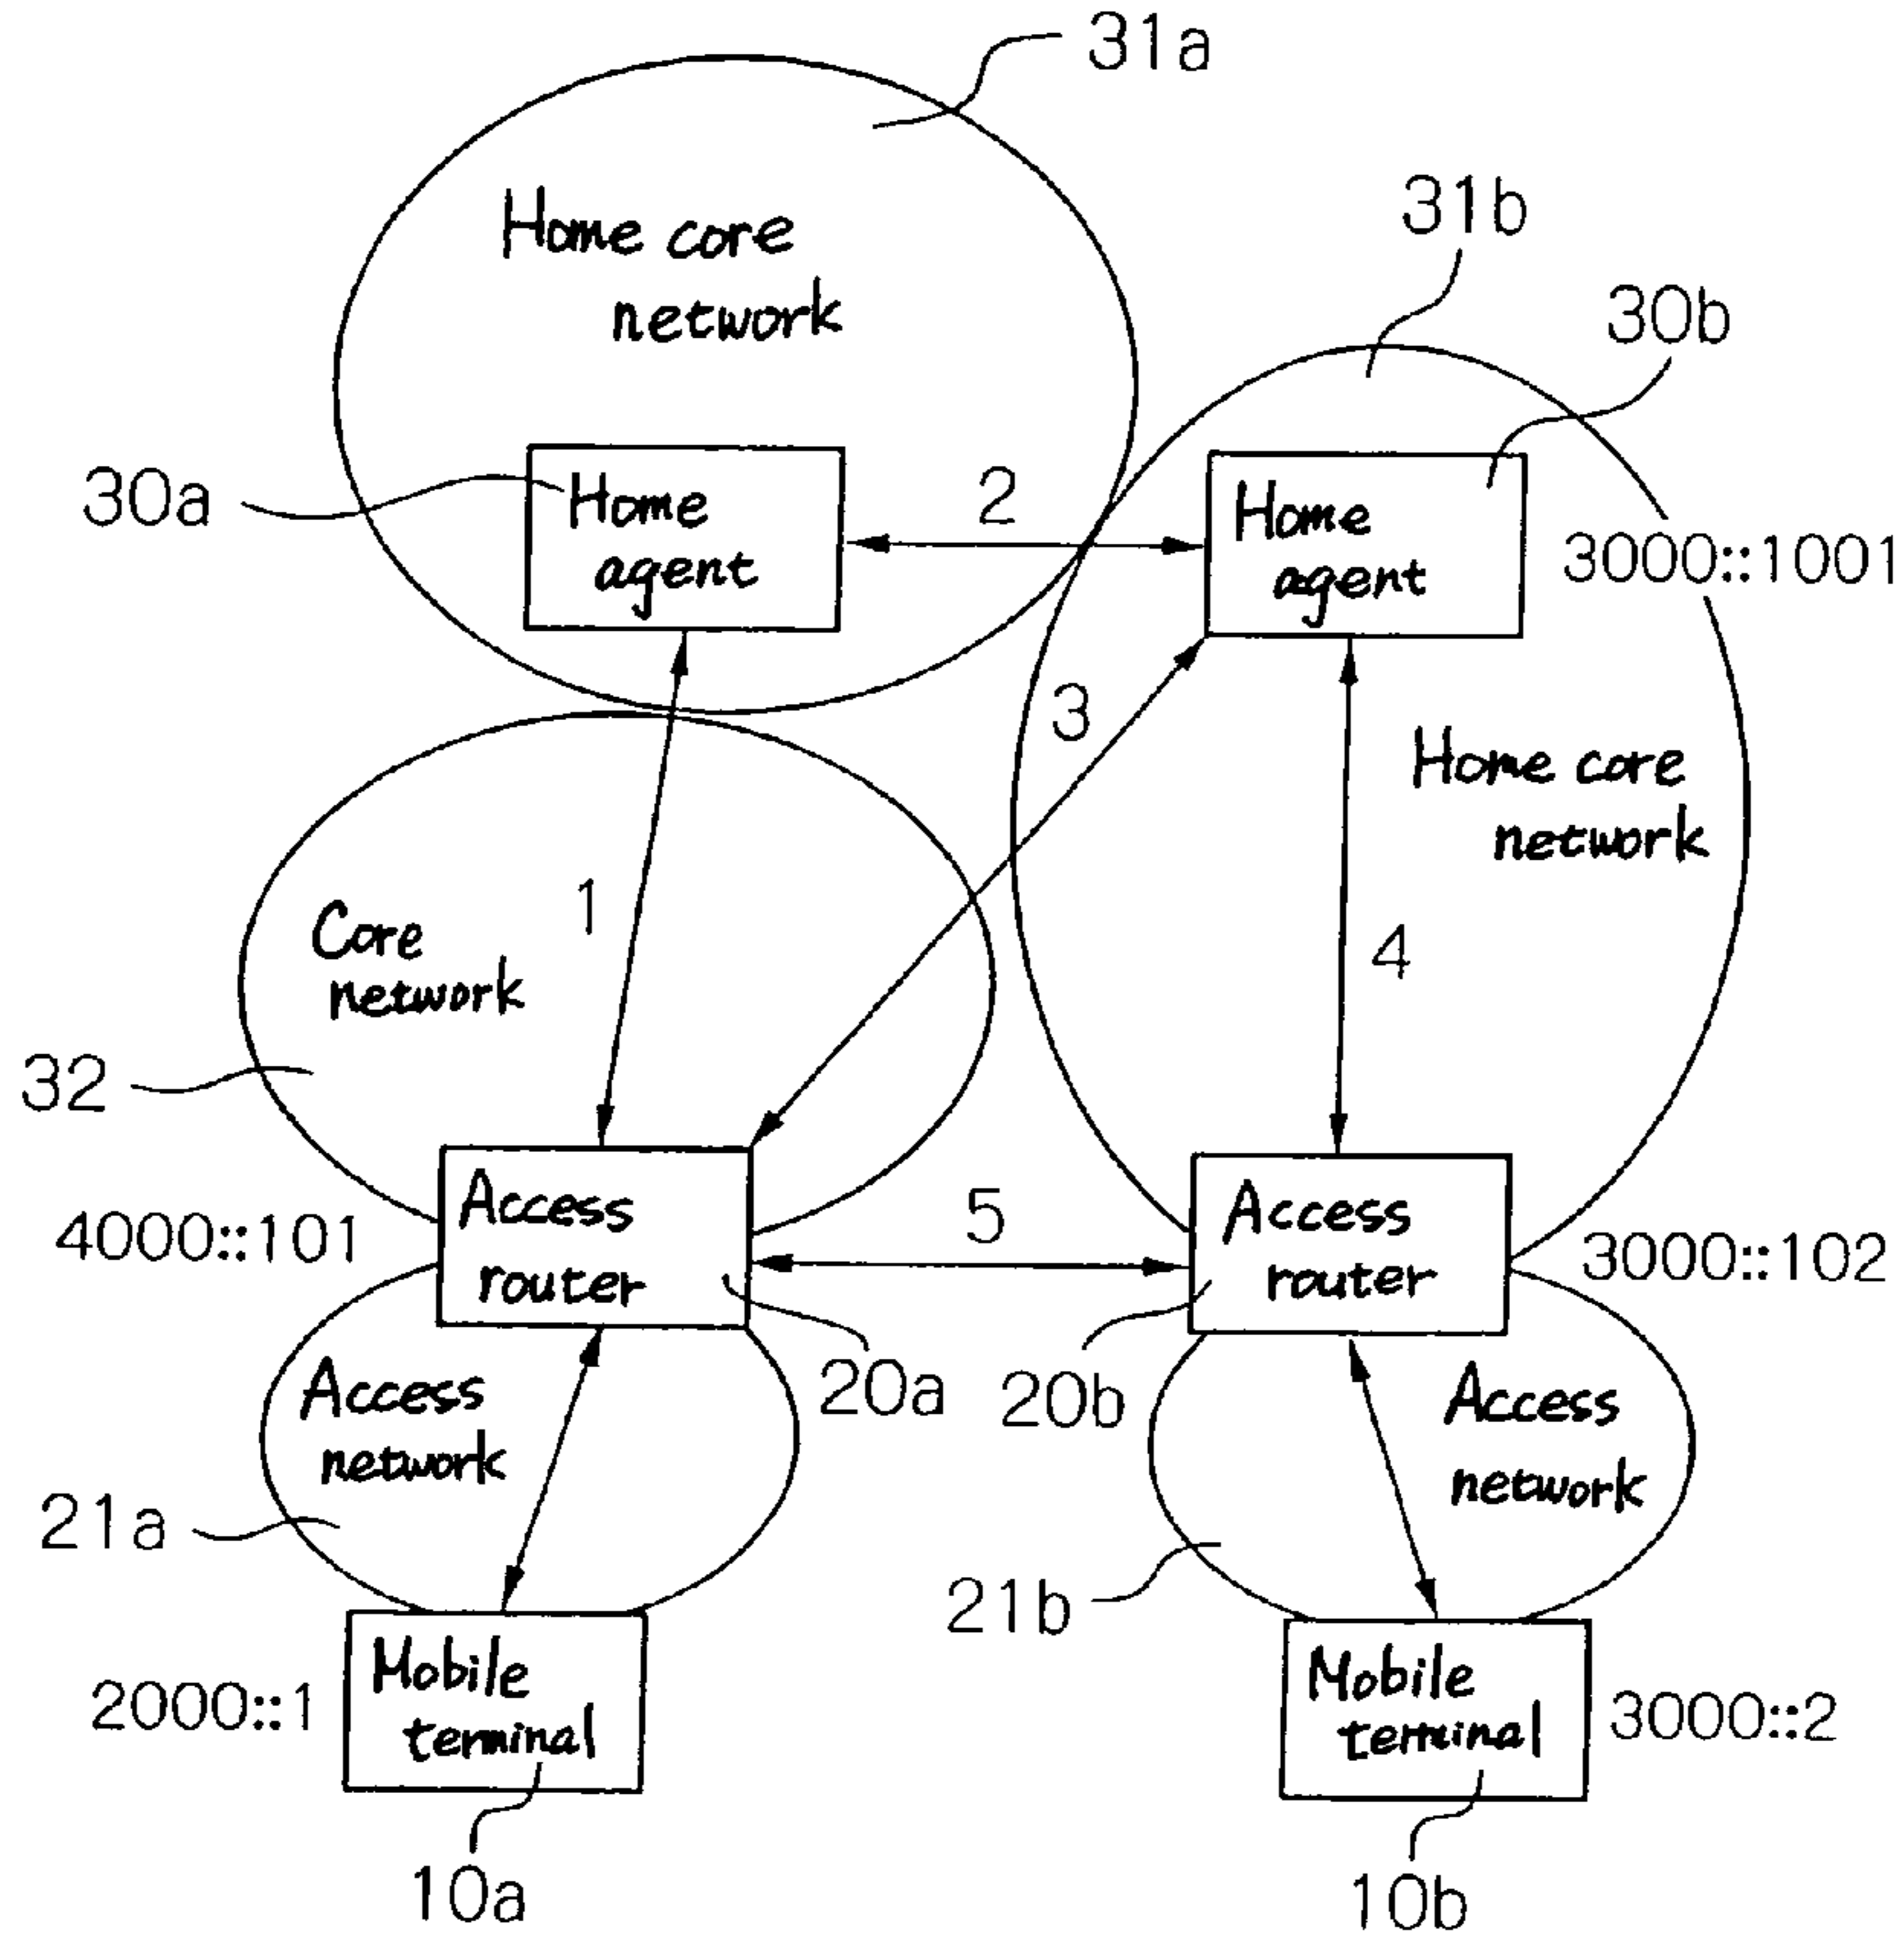 31a
Home core
network
31b
30b
30a
Home
agent
2
Home
agent
3000::1001
3
Home core
network
1
Core
network
4
32
Access
router
5
Access
router
4000::101
3000::102
20a
20b
Access
network
Access
network
21a
21b
Mobile
terminal
2000::1
Mobile
terminal
3000::2
10a
10b